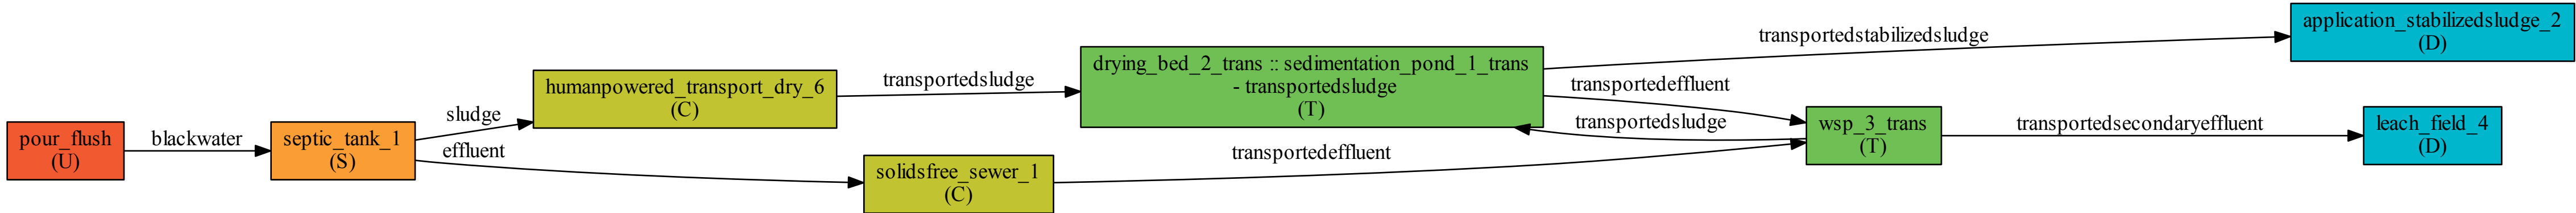 pour_flush
(U)
blackwater
septic_tank_1
(S)
sludge
effluent
humanpowered_transport_dry_6
(C)
solidsfree_sewer_1
(C)
transportedsludge
transportedeffluent
drying_bed_2_trans :: sedimentation_pond_1_trans
- transportedsludge
(T)
transportedstabilizedsludge
transportedeffluent
transportedsludge
wsp_3_trans
(T)
transportedsecondaryeffluent
application_stabilizedsludge_2
(D)
leach_field_4
(D)